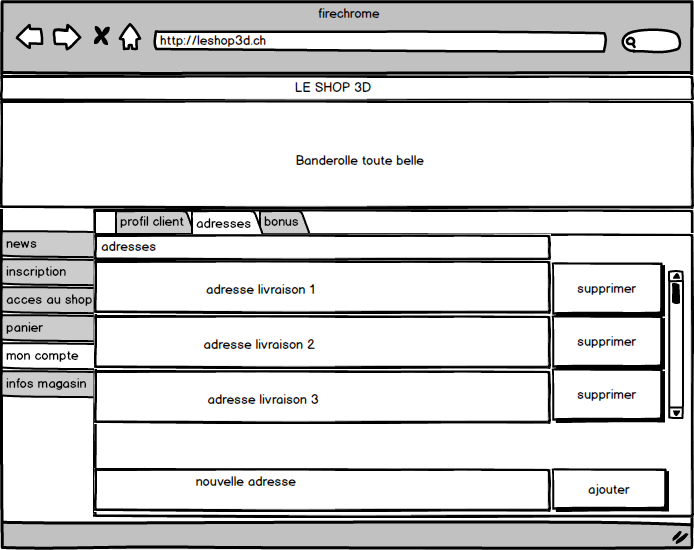 firechrome
http://leshop3d.ch
LE SHOP 3D
Banderolle toute belle
profil client
adresses
bonus
news
inscription
acces au shop
panier
mon compte
infos magasin
adresses
adresse livraison 1
supprimer
adresse livraison 2
supprimer
adresse livraison 3
supprimer
nouvelle adresse
ajouter